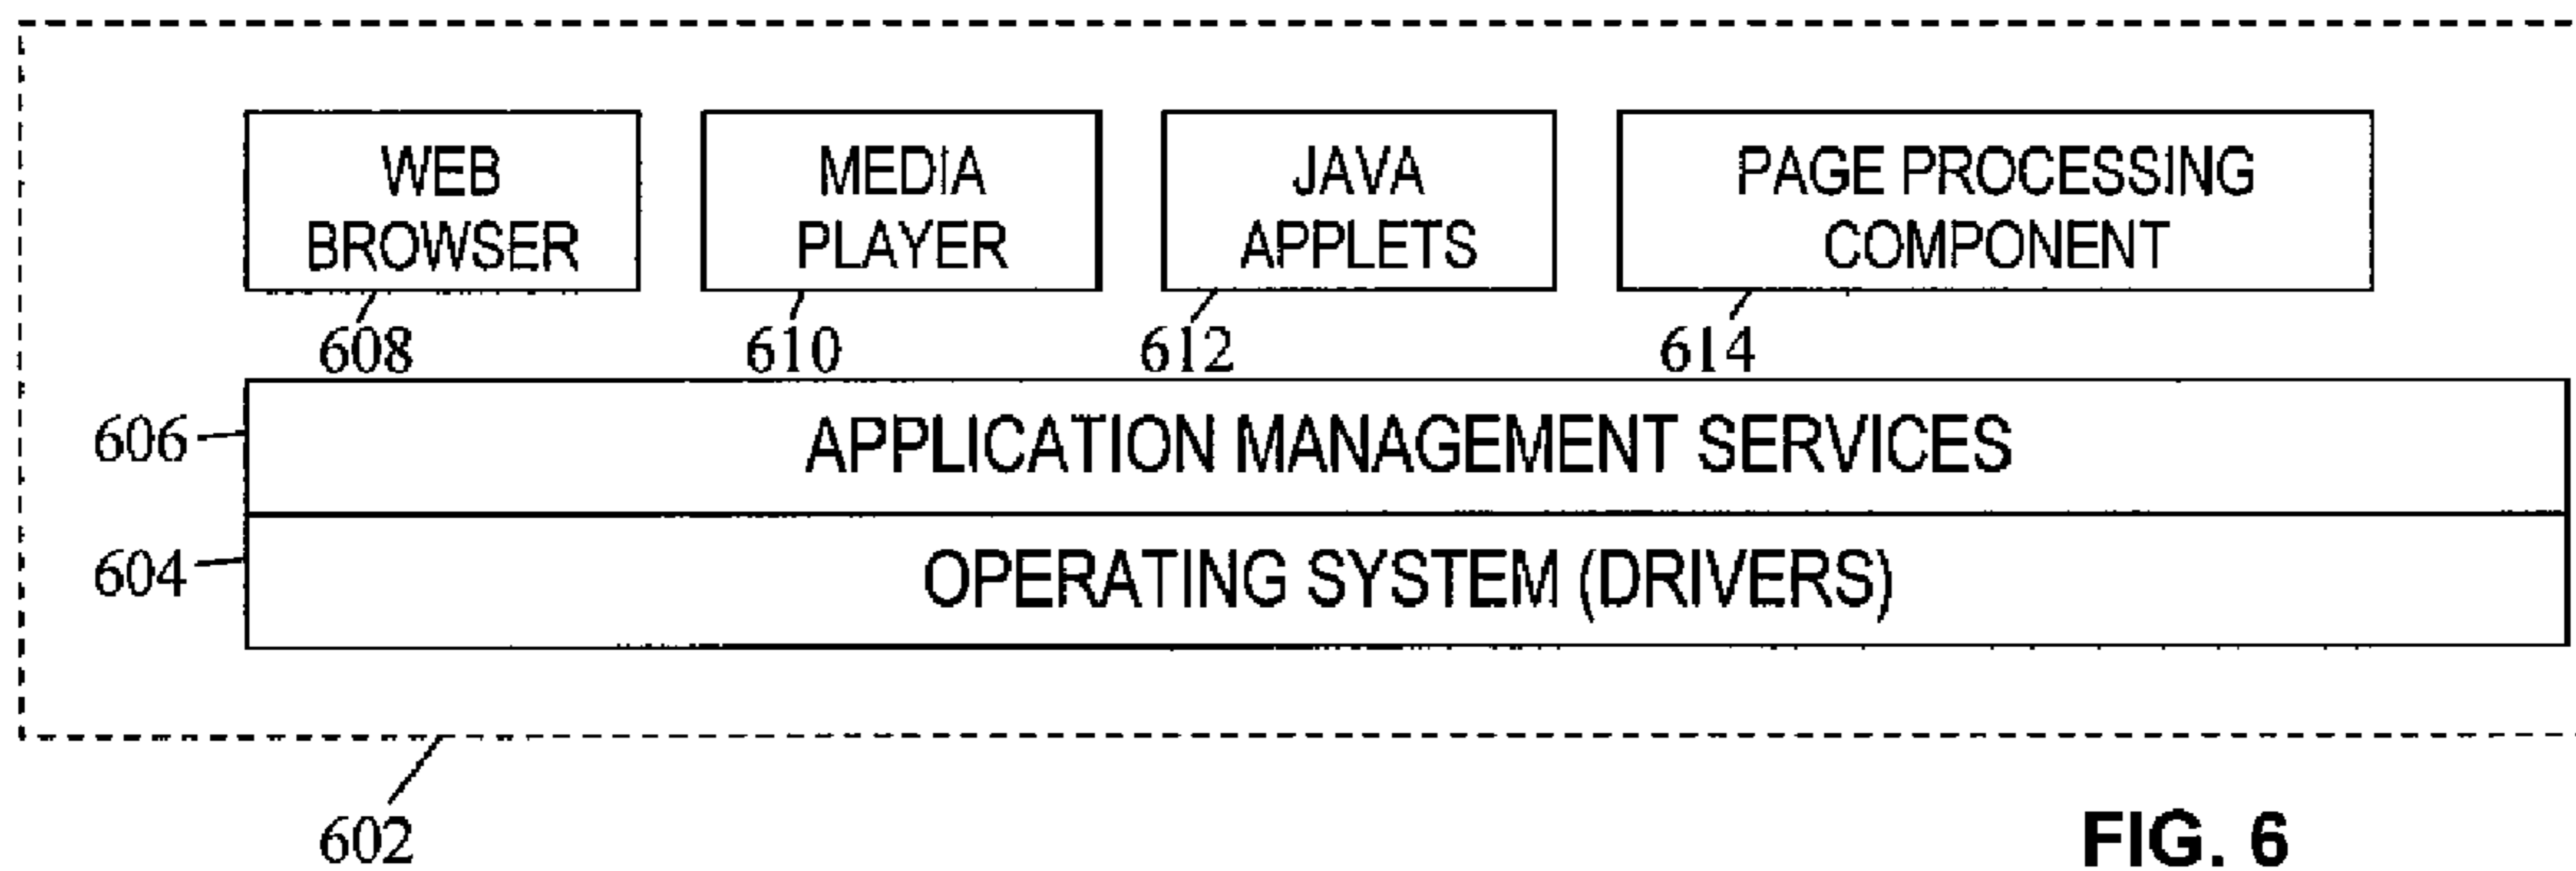 WEB
BROWSER
MEDIA
PLAYER
JAVA
APPLETS
PAGE PROCESSING
COMPONENT
608
610
612
614
606
APPLICATION MANAGEMENT SERVICES
604
OPERATING SYSTEM (DRIVERS)
602
FIG. 6